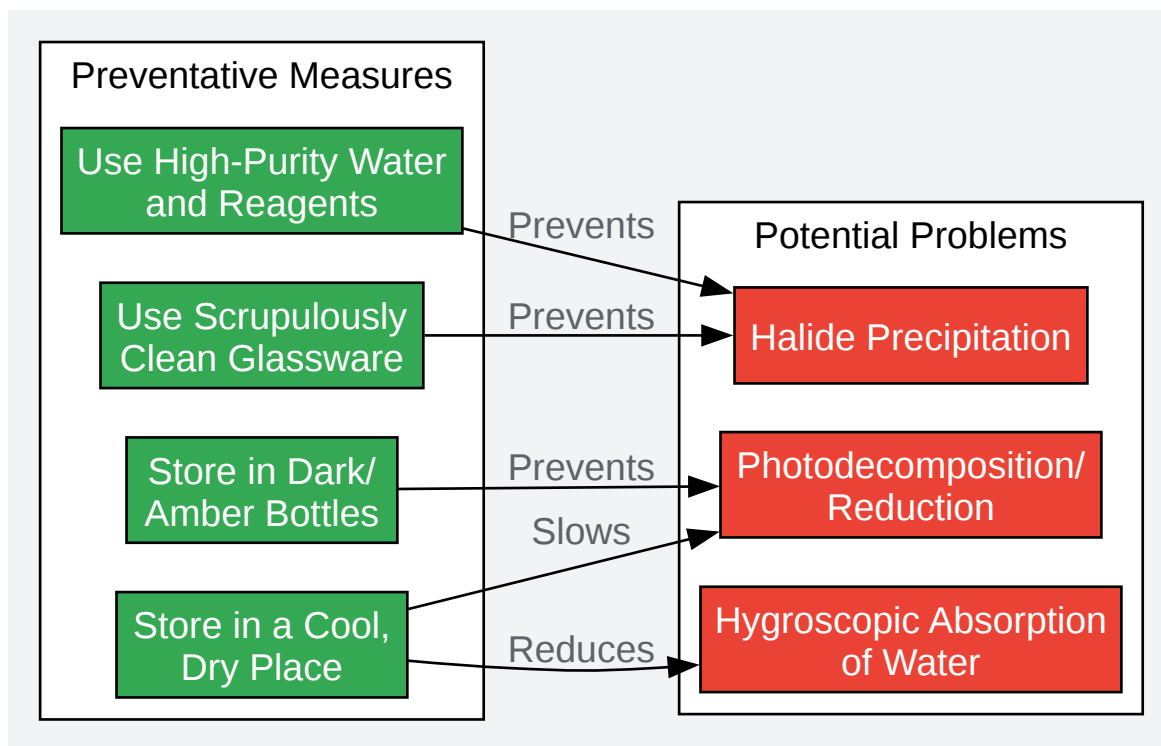 Preventative Measures
Use High-Purity Water
and Reagents
Use Scrupulously
Clean Glassware
Store in Dark/
Amber Bottles
Store in a Cool,
Dry Place
Prevents
Prevents
Prevents
Slows
Reduces
Potential Problems
Halide Precipitation
Photodecomposition/
Reduction
Hygroscopic Absorption
of Water